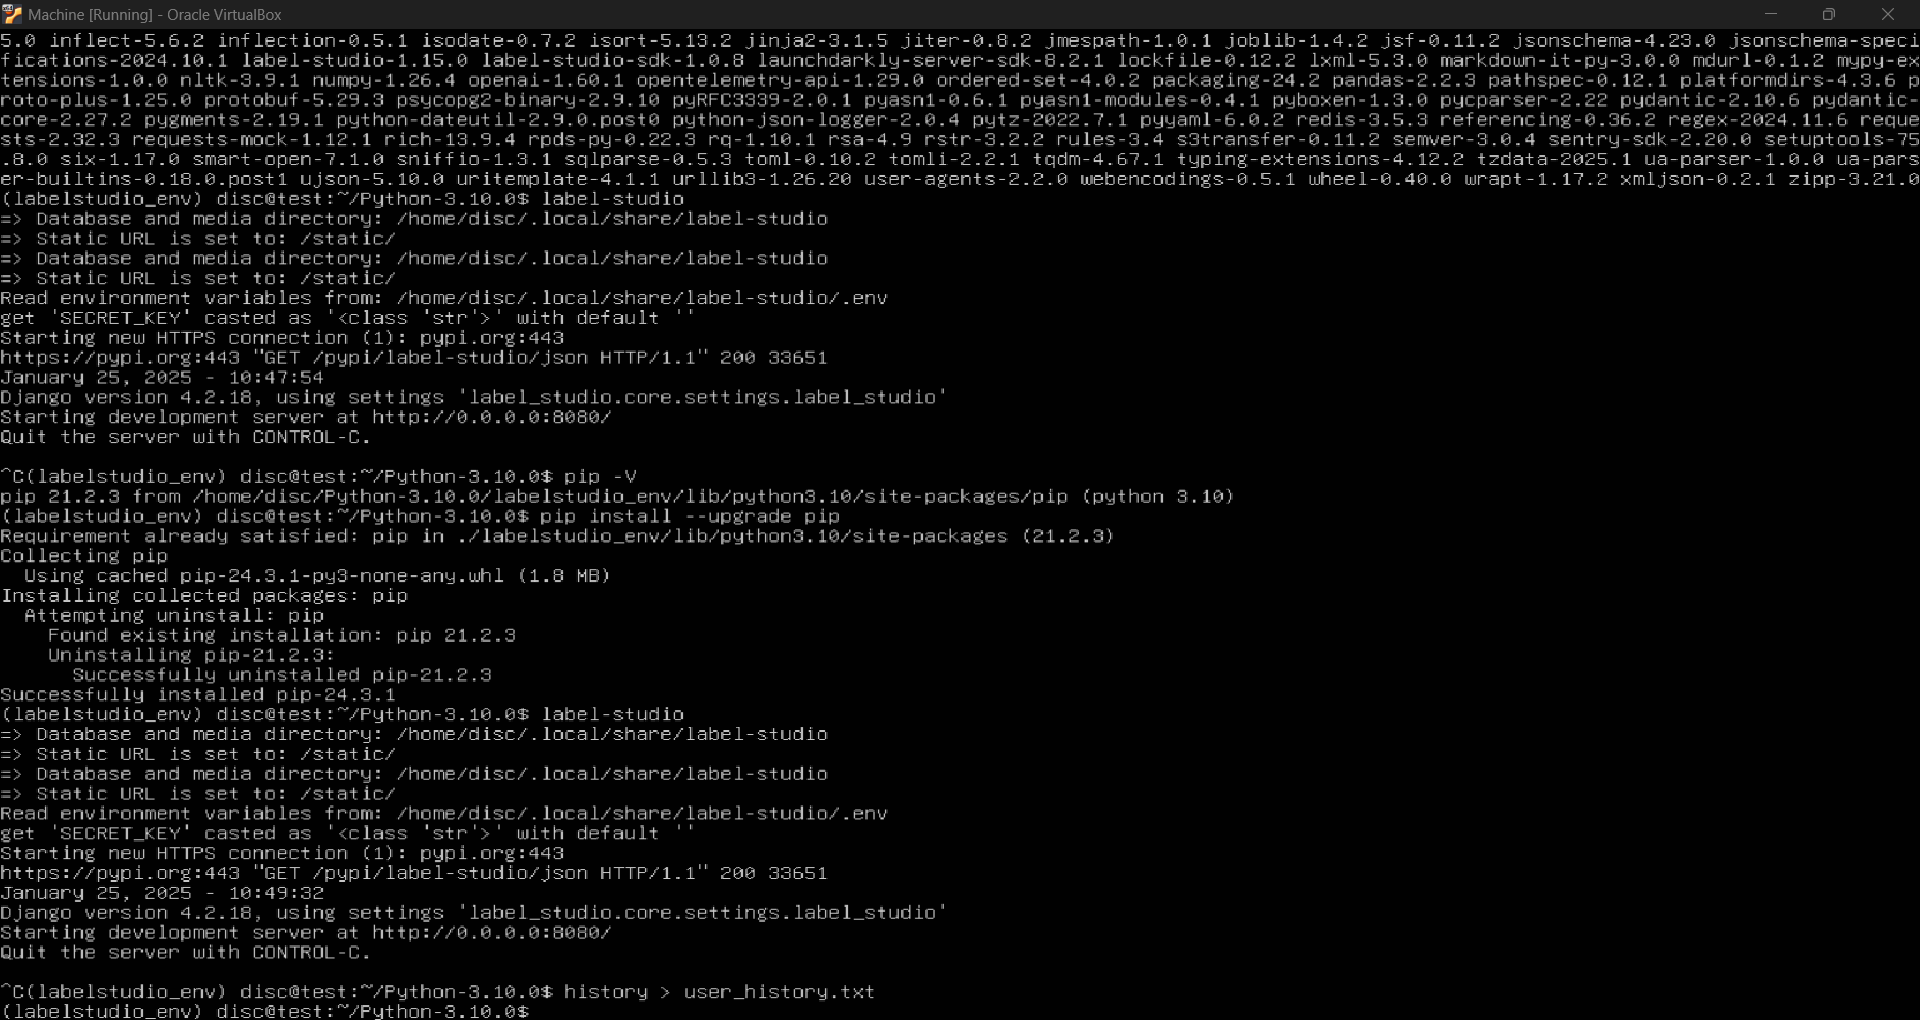 Machine [Running] - Oracle VirtualBox
5.0 inflect-5.6.2 inflection-0.5.1 isodate-0.7.2 isort-5.13.2 jinja2-3.1.5 jiter-0.8.2 jmespath-1.0.1 joblib-1.4.2 jsf-0.11.2 jsonschema-4.23.0 jsonschema-speci
fications-2024.10.1 label-studio-1.15.0 label-studio-sdk-1.0.8 launchdarkly-server-sdk-8.2.1 lockfile-0.12.2 lxml-5.3.0 markdown-it-py-3.0.0 mdurl-0.1.2 mypy-ex
tensions-1.0.0 nltk-3.9.1 numpy-1.26.4 openai-1.60.1 opentelemetry-api-1.29.0 ordered-set-4.0.2 packaging-24.2 pandas-2.2.3 pathspec-0.12.1 platformdirs-4.3.6 p
roto-plus-1.25.0 protobuf-5.29.3 psycopg2-binary-2.9.10 pyRFC3339-2.0.1 pyasn1-0.6.1 pyasn1-modules-0.4.1 pyboxen-1.3.0 pycparser-2.22 pydantic-2.10.6 pydantic-
core-2.27.2 pygments-2.19.1 python-dateutil-2.9.0.post0 python-json-logger-2.0.4 pytz-2022.7.1 pyyaml-6.0.2 redis-3.5.3 referencing-0.36.2 regex-2024.11.6 reque
sts-2.32.3 requests-mock-1.12.1 rich-13.9.4 rpds-py-0.22.3 rq-1.10.1 rsa-4.9 rstr-3.2.2 rules-3.4 s3transfer-0.11.2 semver-3.0.4 sentry-sdk-2.20.0 setuptools-75
.8.0 six-1.17.0 smart-open-7.1.0 sniffio-1.3.1 sqlparse-0.5.3 toml-0.10.2 tomli-2.2.1 tqdm-4.67.1 typing-extensions-4.12.2 tzdata-2025.1 ua-parser-1.0.0 ua-pars
er-builtins-0.18.0.post1 ujson-5.10.0 uritemplate-4.1.1 urllib3-1.26.20 user-agents-2.2.0 webencodings-0.5.1 wheel-0.40.0 wrapt-1.17.2 xmljson-0.2.1 zipp-3.21.0
(labelstudio_env) disc@test:~/Python-3.10.0$ label-studio
=> Database and media directory: /home/disc/.local/share/label-studio
=> Static URL is set to: /static/
=> Database and media directory: /home/disc/.local/share/label-studio
=> Static URL is set to: /static/
Read environment variables from: /home/disc/.local/share/label-studio/.env
get 'SECRET_KEY' casted as '<class 'str'>' with default ''
Starting new HTTPS connection (1): pypi.org:443
https://pypi.org:443 "GET /pypi/label-studio/json HTTP/1.1" 200 33651
January 25, 2025 - 10:47:54
Django version 4.2.18, using settings 'label_studio.core.settings.label_studio'
Starting development server at http://0.0.0.0:8080/
Quit the server with CONTROL-C.
^C(labelstudio_env) disc@test:~/Python-3.10.0$ pip -V
pip 21.2.3 from /home/disc/Python-3.10.0/labelstudio_env/lib/python3.10/site-packages/pip (python 3.10)
(labelstudio_env) disc@test:~/Python-3.10.0$ pip install --upgrade pip
Requirement already satisfied: pip in ./labelstudio_env/lib/python3.10/site-packages (21.2.3)
Collecting pip
  Using cached pip-24.3.1-py3-none-any.whl (1.8 MB)
Installing collected packages: pip
  Attempting uninstall: pip
    Found existing installation: pip 21.2.3
    Uninstalling pip-21.2.3:
      Successfully uninstalled pip-21.2.3
Successfully installed pip-24.3.1
(labelstudio_env) disc@test:~/Python-3.10.0$ label-studio
=> Database and media directory: /home/disc/.local/share/label-studio
=> Static URL is set to: /static/
=> Database and media directory: /home/disc/.local/share/label-studio
=> Static URL is set to: /static/
Read environment variables from: /home/disc/.local/share/label-studio/.env
get 'SECRET_KEY' casted as '<class 'str'>' with default ''
Starting new HTTPS connection (1): pypi.org:443
https://pypi.org:443 "GET /pypi/label-studio/json HTTP/1.1" 200 33651
January 25, 2025 - 10:49:32
Django version 4.2.18, using settings 'label_studio.core.settings.label_studio'
Starting development server at http://0.0.0.0:8080/
Quit the server with CONTROL-C.
^C(labelstudio_env) disc@test:~/Python-3.10.0$ history > user_history.txt
(labelstudio_env) disc@test:~/Python-3.10.0$